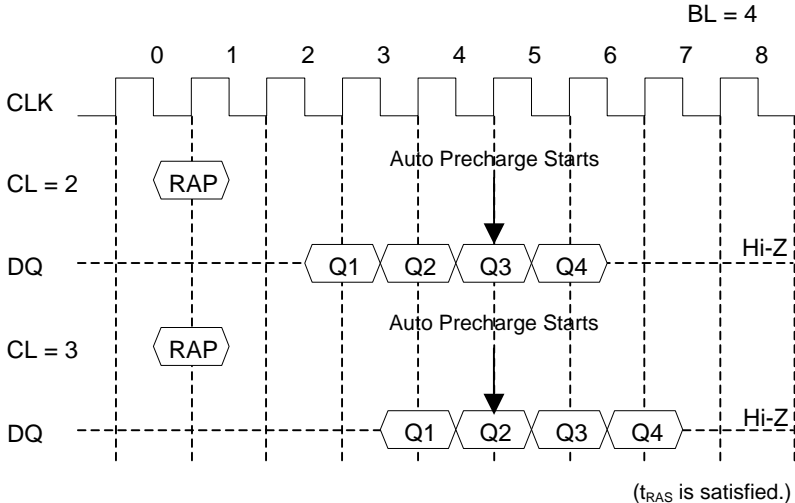 BL = 4
0 1 2 3 4 5 6 7 8
CLK
Auto Precharge Starts
CL = 2 RAP
Hi-Z
DQ Q1 Q2 Q3 Q4
Auto Precharge Starts
CL = 3 RAP
Hi-Z
DQ Q1 Q2 Q3 Q4
(tRAS is satisfied.)